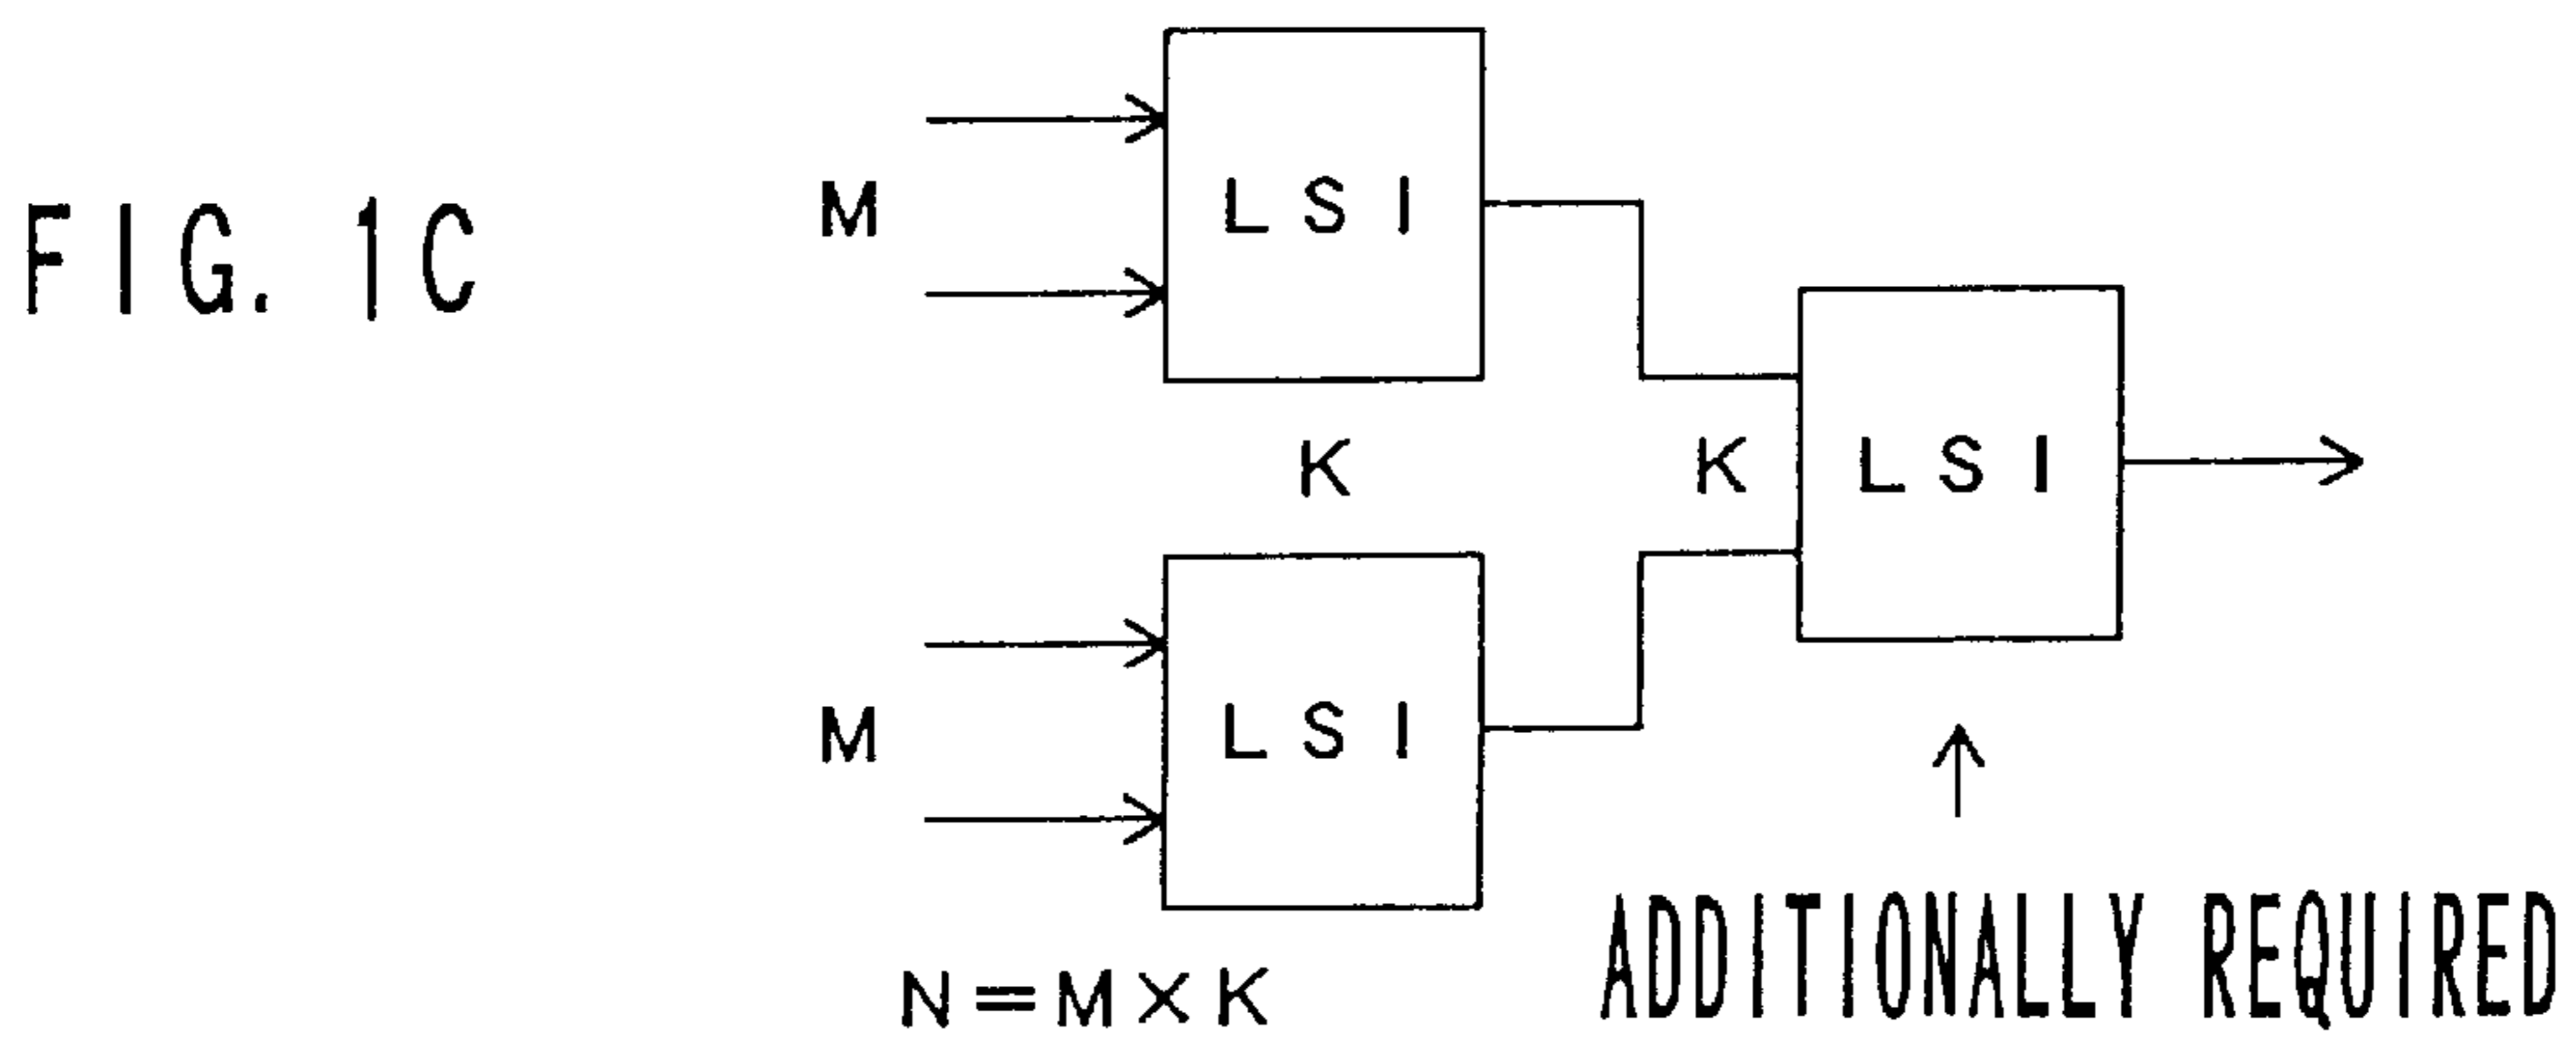 FIG. 1C
M
LSI
K
K
LSI
M
LSI
N=M×K
ADDITIONALLY REQUIRED